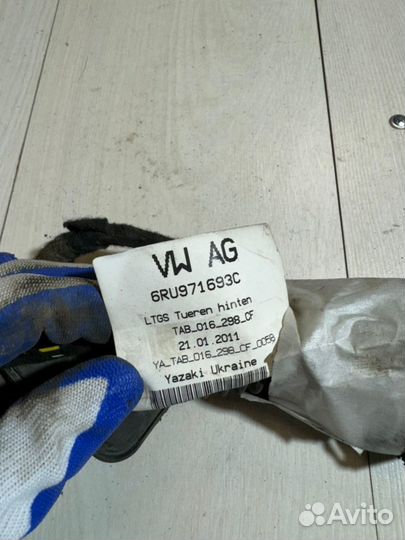 VW AG
6RU971693C
LTGS Tueren hinten
TAB_016_298_CF
21.01.2011
YA_TAB_016_298_CF_0058
Yazaki Ukraine
Avito